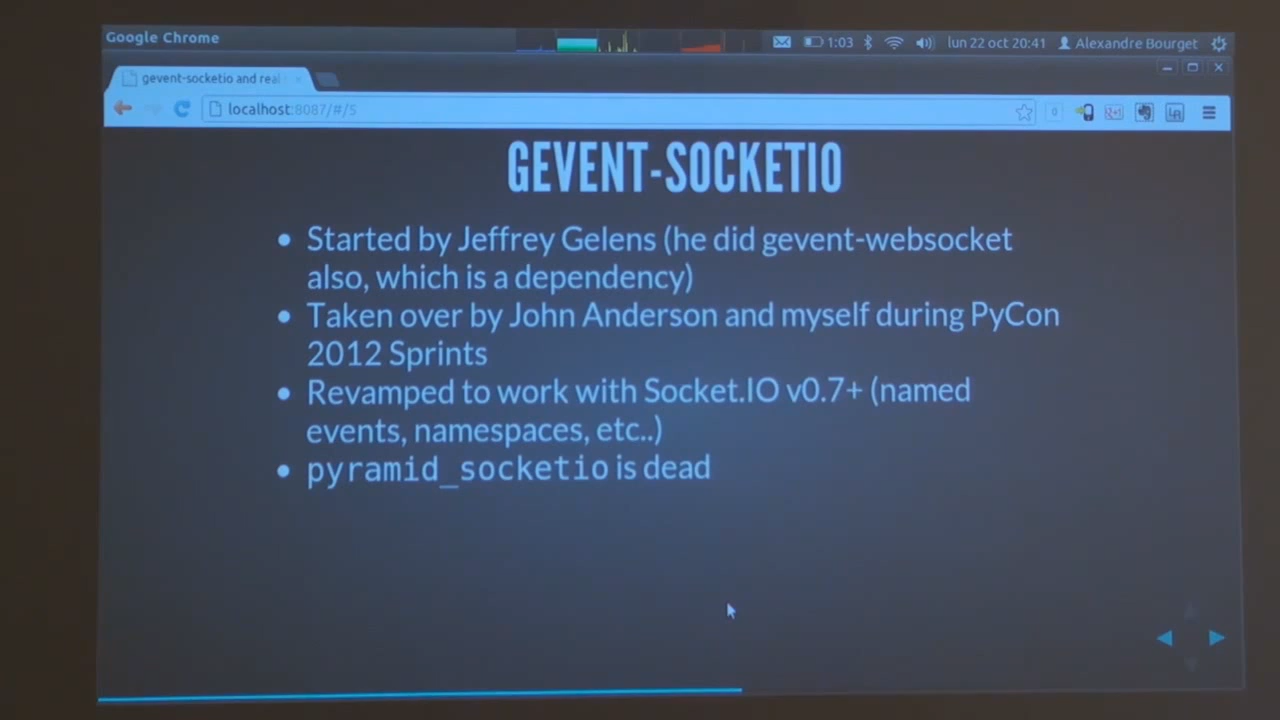 Google Chrome
1:03 lun 22 oct 20:41 Alexandre Bourget
gevent-socketio and real
localhost:8087/#/5
GEVENT-SOCKETIO
• Started by Jeffrey Gelens (he did gevent-websocket
also, which is a dependency)
• Taken over by John Anderson and myself during PyCon
2012 Sprints
• Revamped to work with Socket.IO v0.7+ (named
events, namespaces, etc..)
• pyramid_socketio is dead